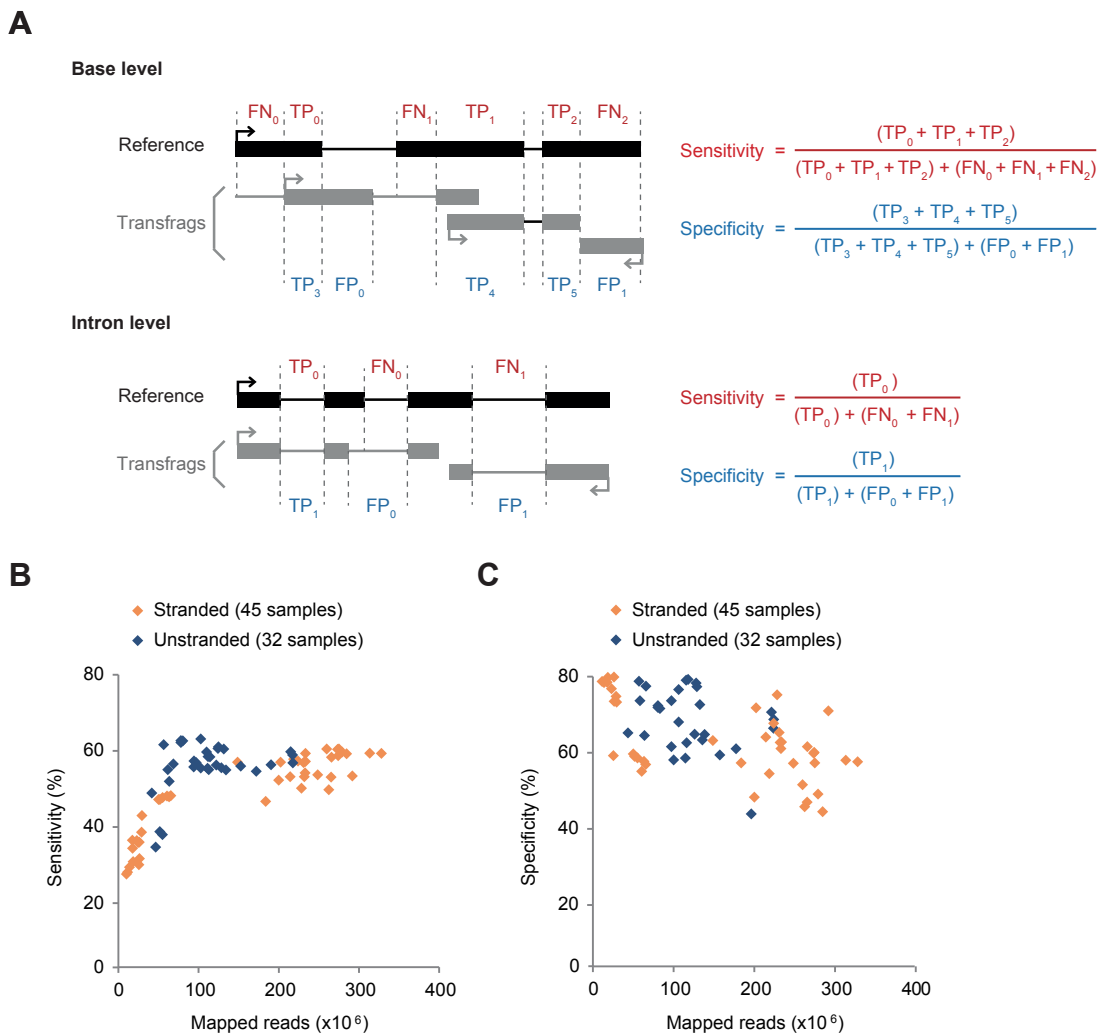 A
Base level
FN₀ TP₀ FN₁ TP₁ TP₂ FN₂
Reference
Transfrags
TP₃ FP₀ TP₄ TP₅ FP₁
Sensitivity = (TP₀ + TP₁ + TP₂)
(TP₀ + TP₁ + TP₂) + (FN₀ + FN₁ + FN₂)
Specificity = (TP₃ + TP₄ + TP₅)
(TP₃ + TP₄ + TP₅) + (FP₀ + FP₁)
Intron level
TP₀ FN₀ FN₁
Reference
Transfrags
TP₁ FP₀ FP₁
Sensitivity = (TP₀)
(TP₀) + (FN₀ + FN₁)
Specificity = (TP₁)
(TP₁) + (FP₀ + FP₁)
B
Stranded (45 samples)
Unstranded (32 samples)
80
60
40
20
0
Sensitivity (%)
0 100 200 300 400
Mapped reads (x10⁶)
C
Stranded (45 samples)
Unstranded (32 samples)
80
60
40
20
0
Specificity (%)
0 100 200 300 400
Mapped reads (x10⁶)